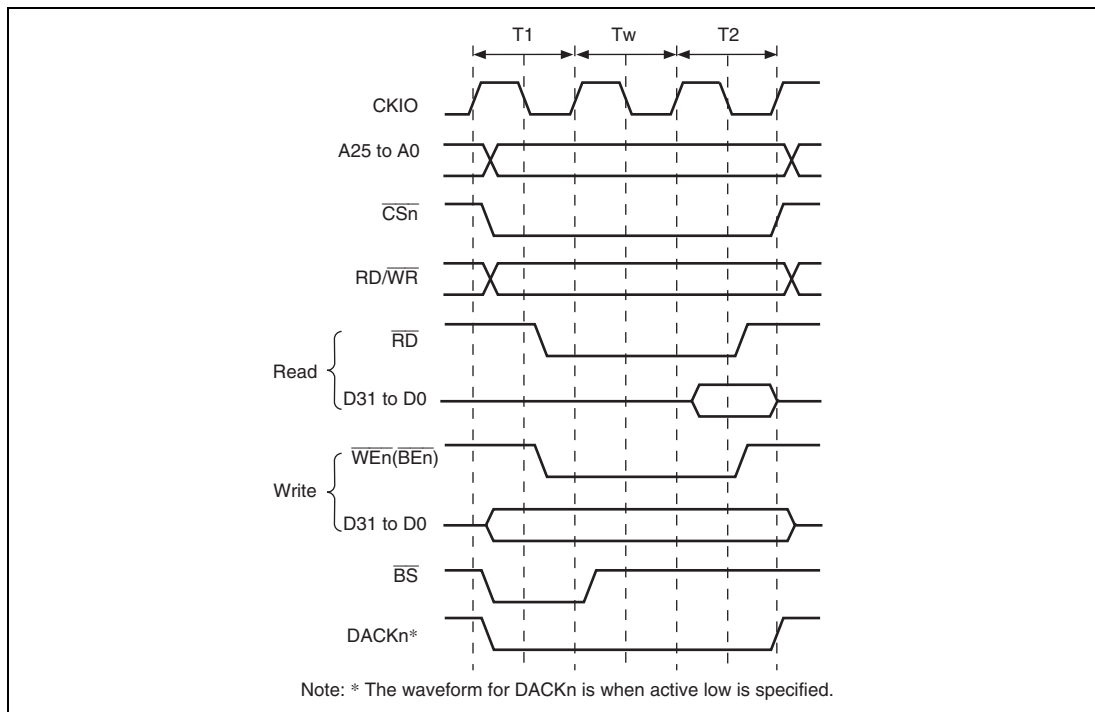 T1 Tw T2
CKIO
A25 to A0
CSn
RD/WR
RD
Read
D31 to D0
WEn(BEn)
Write
D31 to D0
BS
DACKn*
Note: * The waveform for DACKn is when active low is specified.